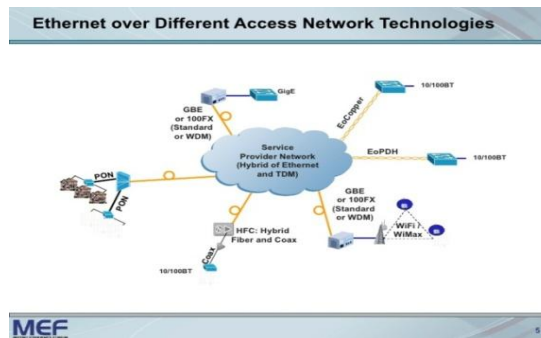 Ethernet over Different Access Network Technologies
GBE
or 100FX
(Standard
or WDM)
GigE
EoCopper
10/100BT
Service
Provider Network
(Hybrid of Ethernet
and TDM)
EoPDH
10/100BT
PON
PON
GBE
or 100FX
(Standard
or WDM)
WiFi /
WiMax
HFC: Hybrid
Fiber and Coax
Coax
10/100BT
MEF
5